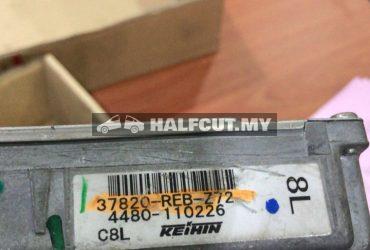 HALFCUT.MY
37820-REB-Z72
4480-110226
C8L KEIHIN
8L